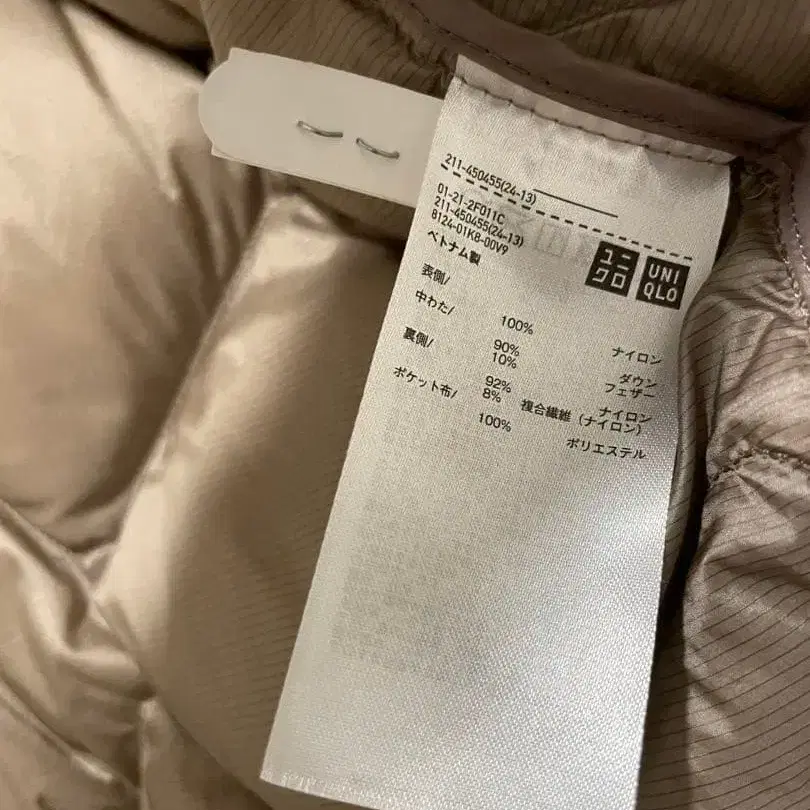 211-450455(24-13)
01-21-2F011C
211-450455(24-13)
8124-01K8-00V9
ベトナム製
ユニクロ
UNIQLO
表側/
100% ナイロン
中わた/
90% ダウン
10% フェザー
裏側/
92% ナイロン
8% 複合繊維(ナイロン)
ポケット布/
100% ポリエステル